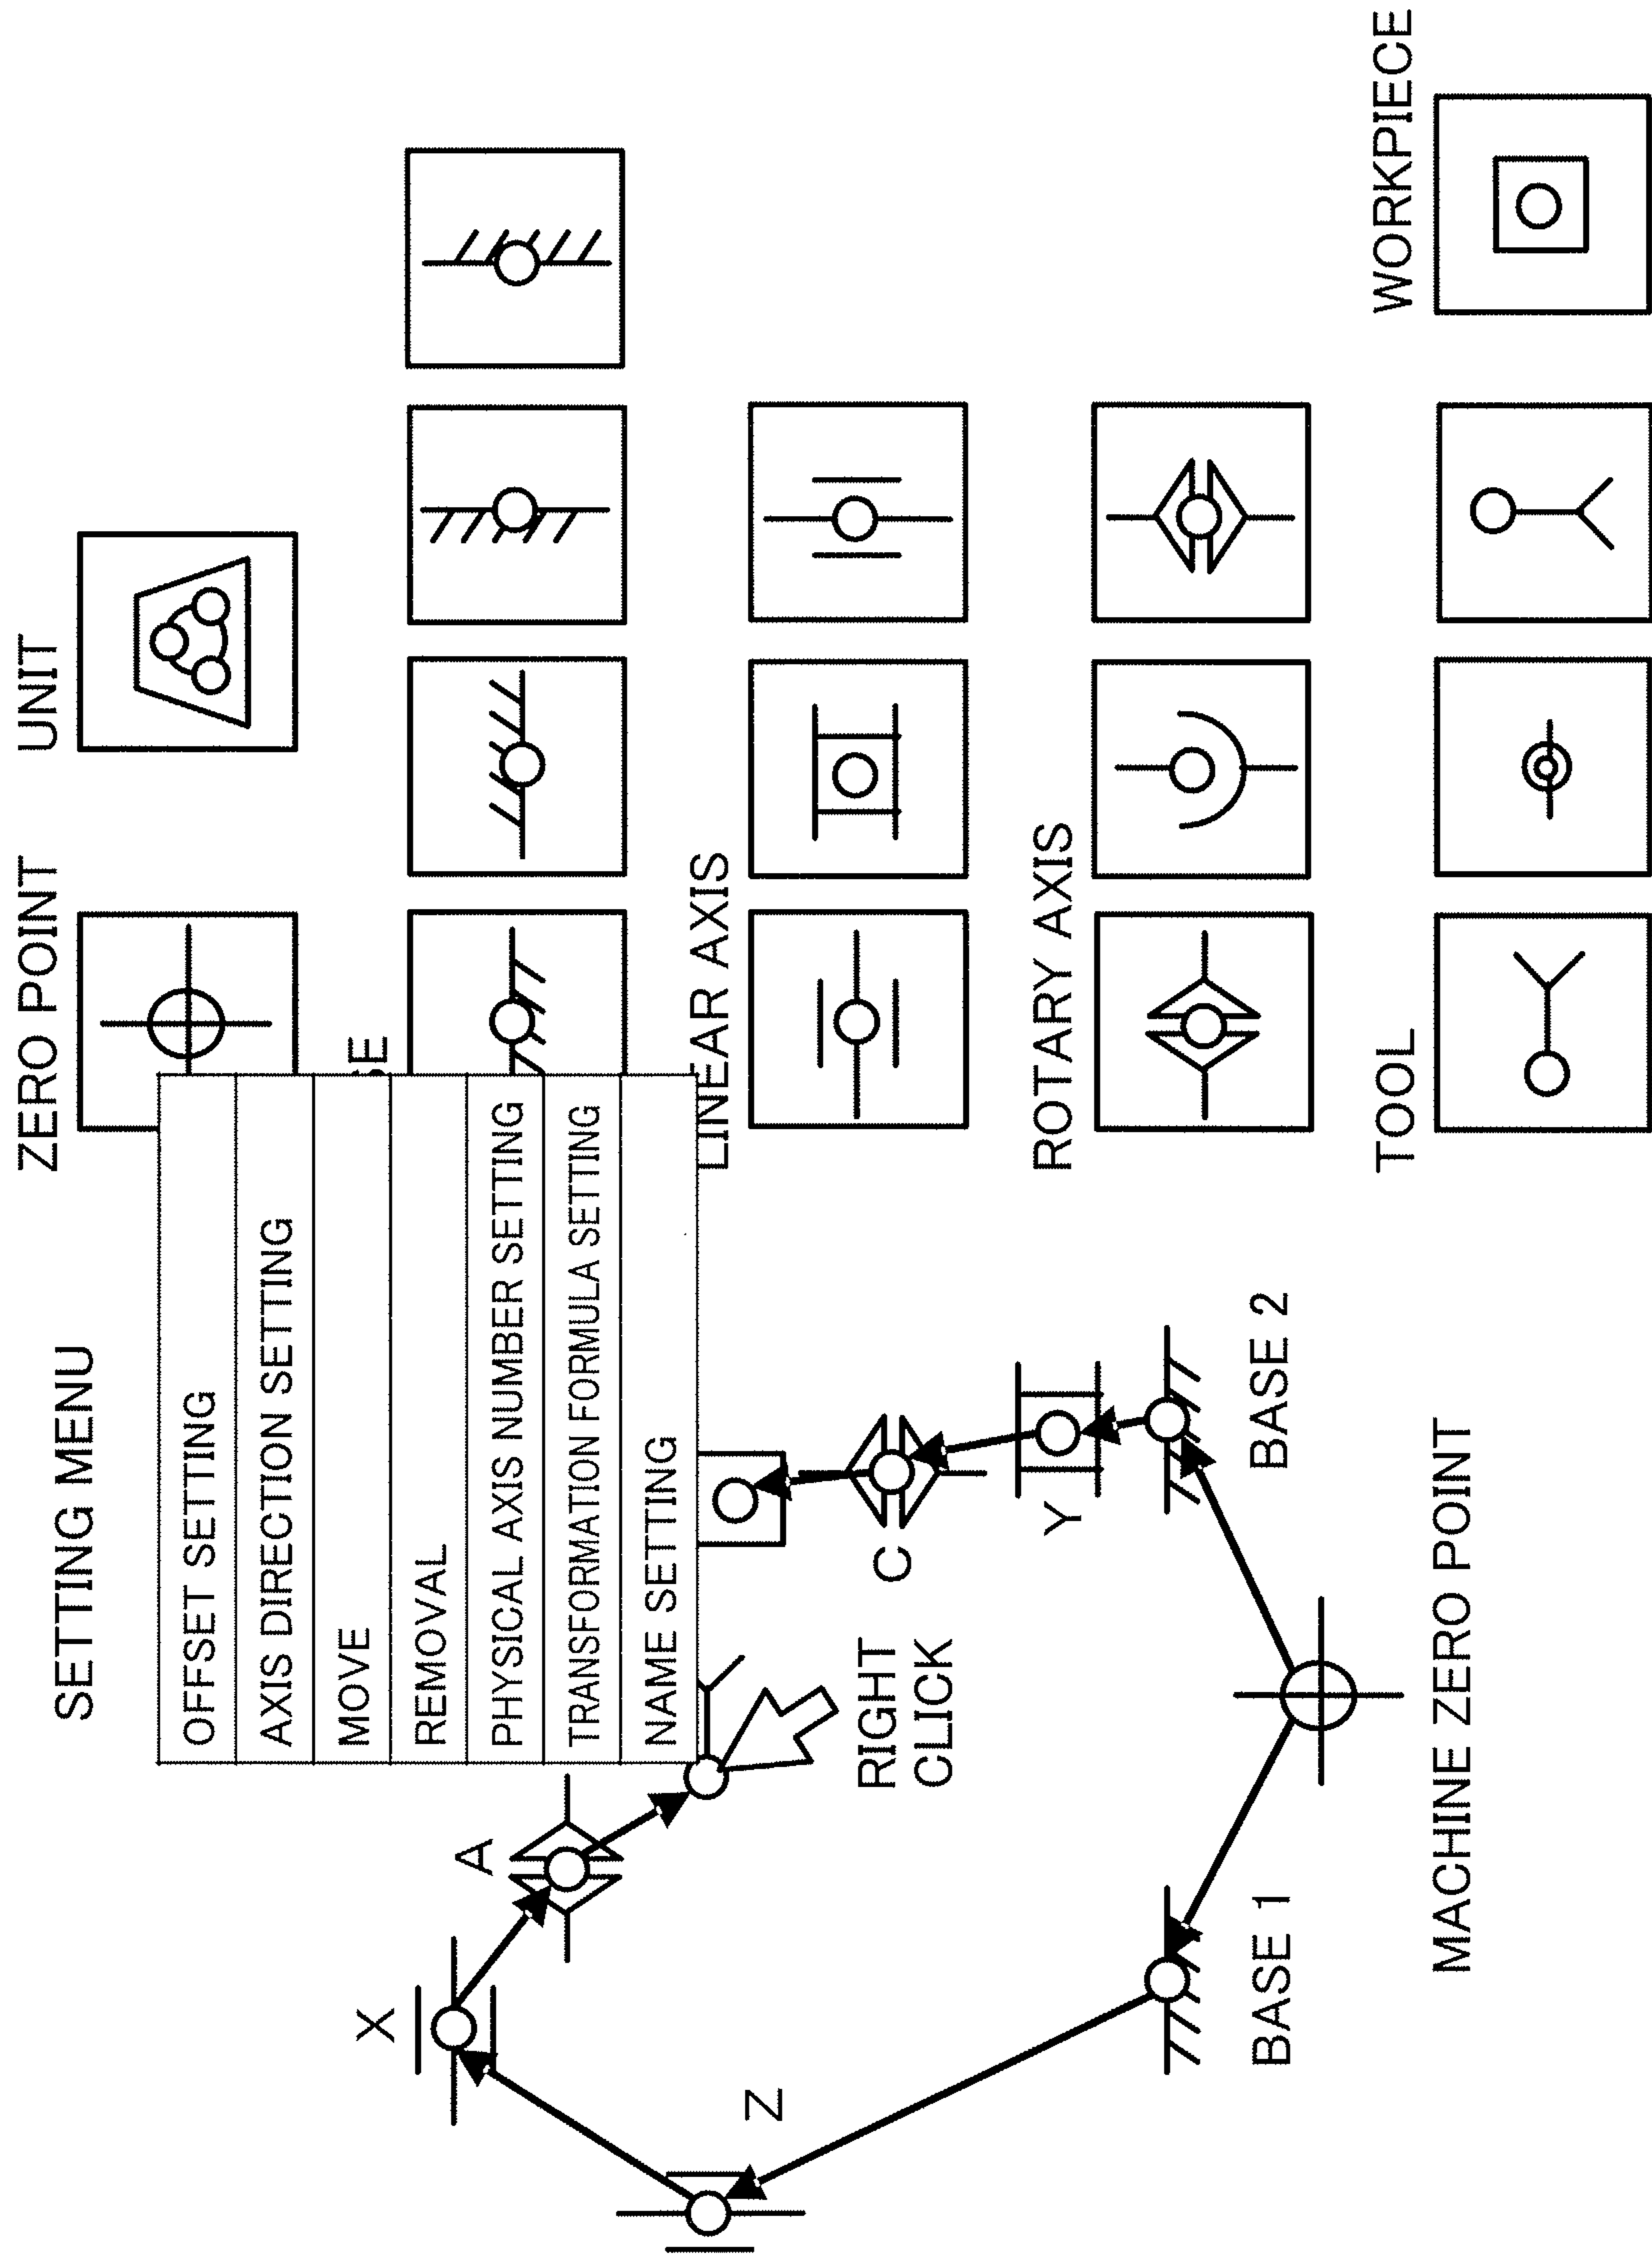 SETTING MENU
OFFSET SETTING
AXIS DIRECTION SETTING
MOVE
REMOVAL
PHYSICAL AXIS NUMBER SETTING
TRANSFORMATION FORMULA SETTING
NAME SETTING
X
A
Z
RIGHT
CLICK
C
Y
BASE 1
BASE 2
MACHINE ZERO POINT
ZERO POINT
UNIT
SE
LINEAR AXIS
ROTARY AXIS
TOOL
WORKPIECE